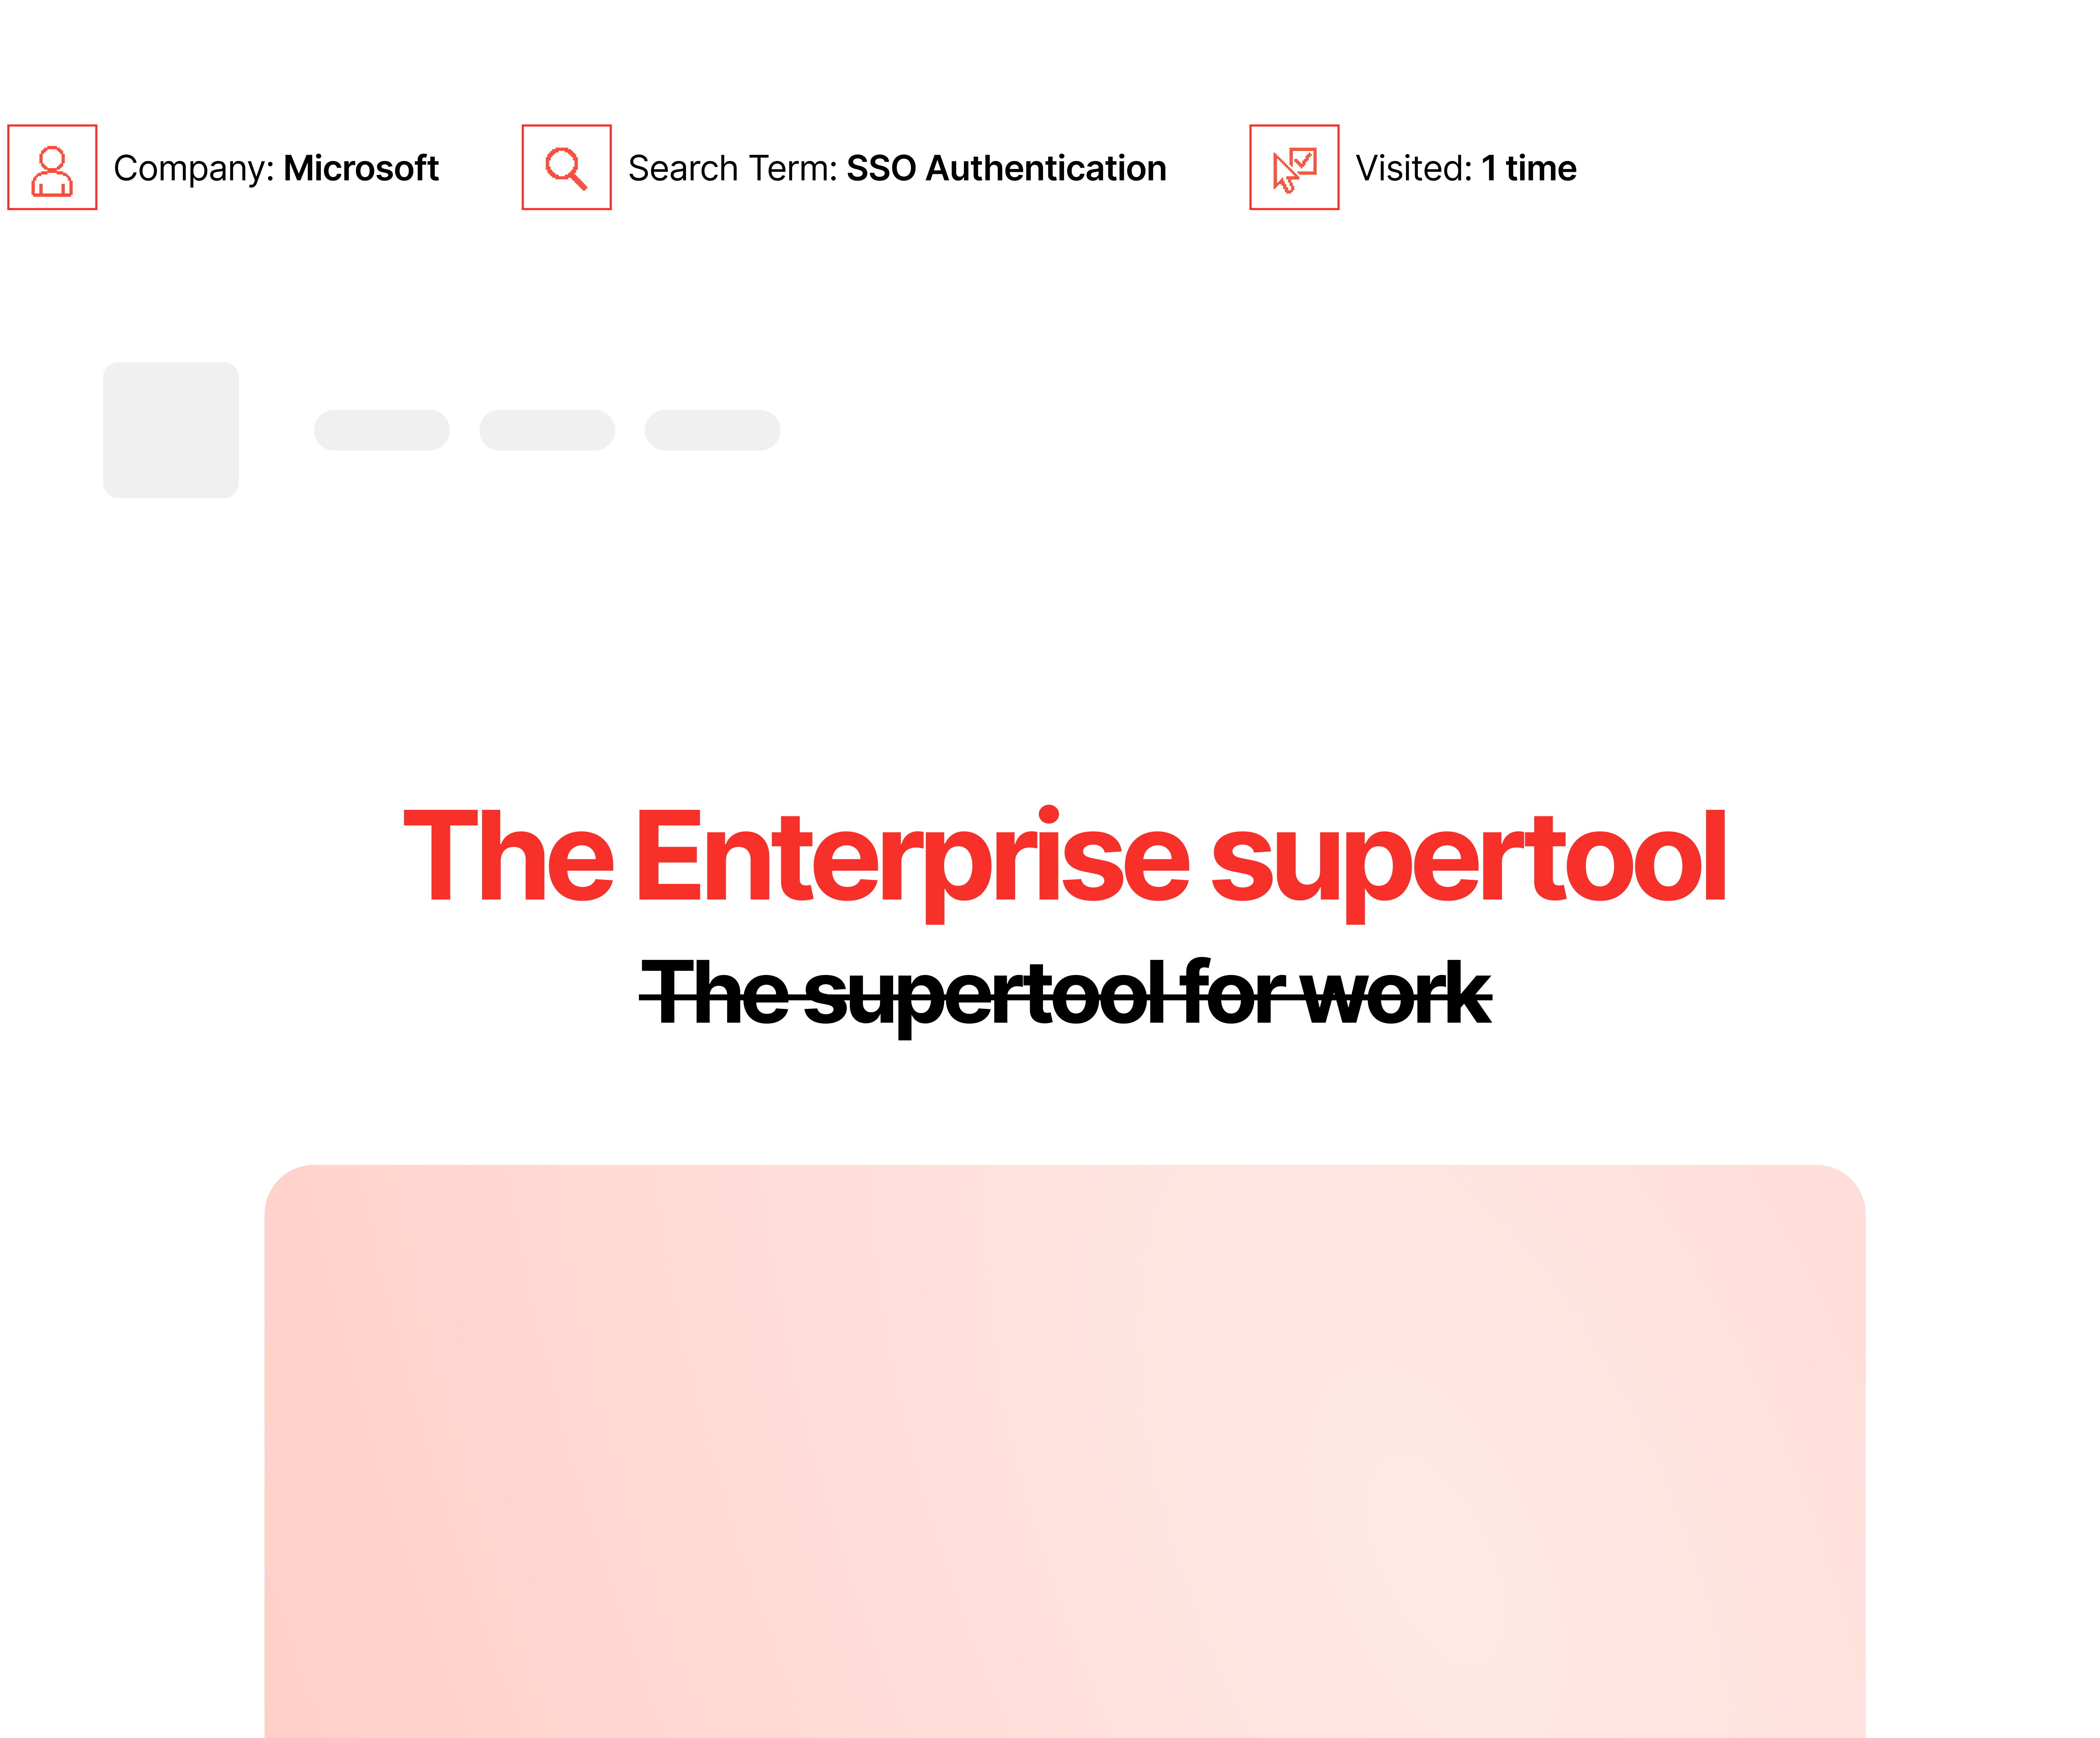 Company: Microsoft
Search Term: SSO Authentication
Visited: 1 time
The Enterprise supertool
The supertool for work